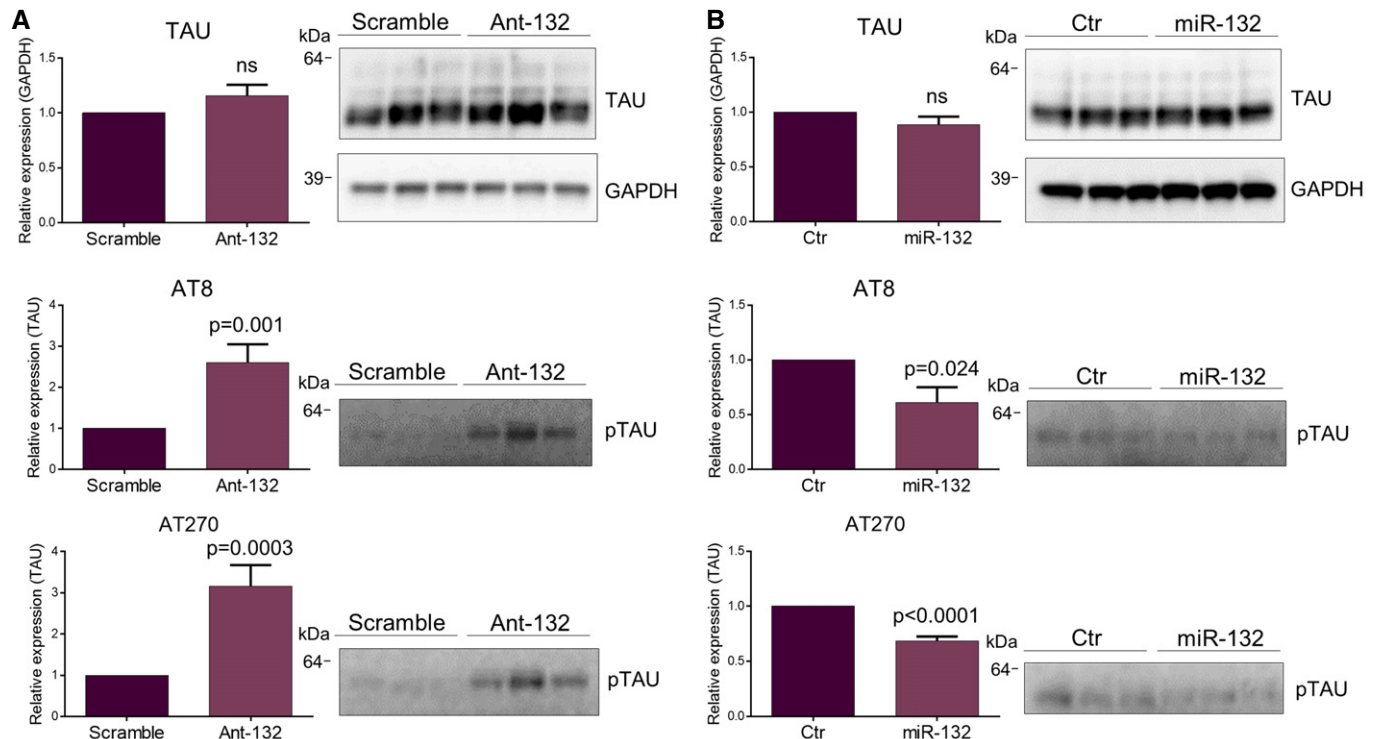 A
TAU
Relative expression (GAPDH)
1.5
1.0
0.5
0.0
ns
Scramble
Ant-132
kDa
Scramble
Ant-132
64-
TAU
39-
GAPDH
AT8
Relative expression (TAU)
4
3
2
1
0
p=0.001
Scramble
Ant-132
kDa
Scramble
Ant-132
64-
pTAU
AT270
Relative expression (TAU)
4
3
2
1
0
p=0.0003
Scramble
Ant-132
kDa
Scramble
Ant-132
64-
pTAU
B
TAU
Relative expression (GAPDH)
1.5
1.0
0.5
0.0
ns
Ctr
miR-132
kDa
Ctr
miR-132
64-
TAU
39-
GAPDH
AT8
Relative expression (TAU)
1.5
1.0
0.5
0.0
p=0.024
Ctr
miR-132
kDa
Ctr
miR-132
64-
pTAU
AT270
Relative expression (TAU)
1.5
1.0
0.5
0.0
p<0.0001
Ctr
miR-132
kDa
Ctr
miR-132
64-
pTAU